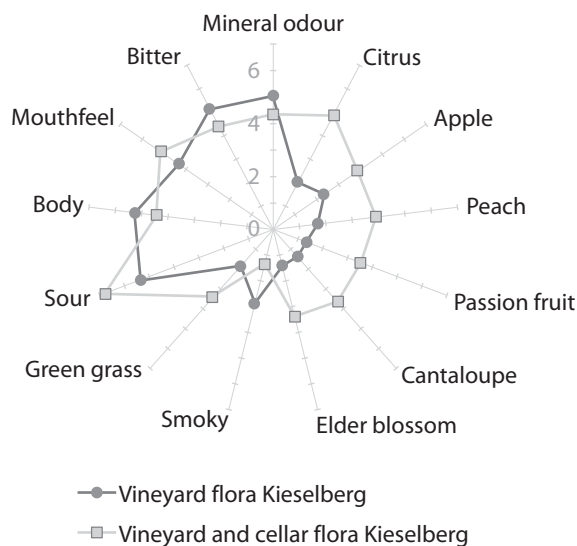 Mineral odour
Bitter
Citrus
6
Mouthfeel
Apple
4
2
Body
Peach
0
Sour
Passion fruit
Green grass
Cantaloupe
Smoky
Elder blossom
Vineyard flora Kieselberg
Vineyard and cellar flora Kieselberg